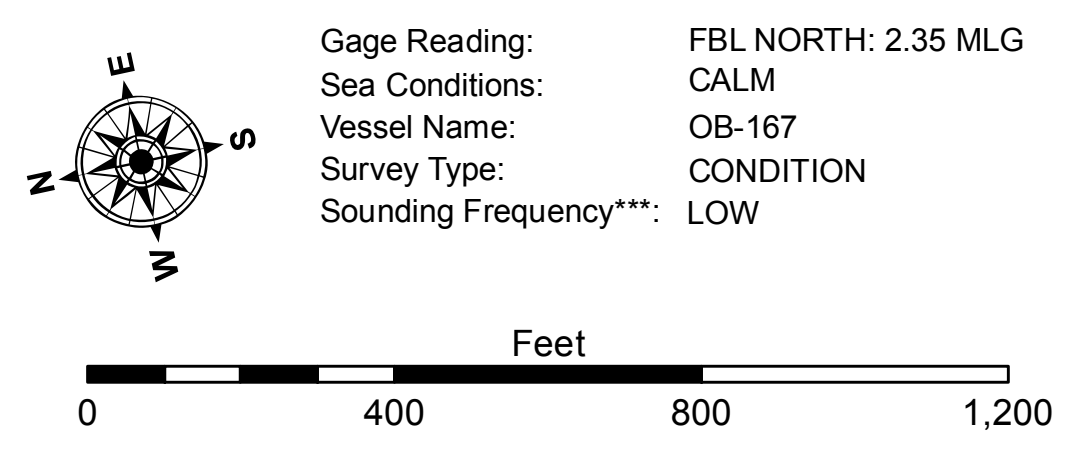 E
S
N
W
Gage Reading: FBL NORTH: 2.35 MLG
Sea Conditions: CALM
Vessel Name: OB-167
Survey Type: CONDITION
Sounding Frequency***: LOW
Feet
0 400 800 1,200